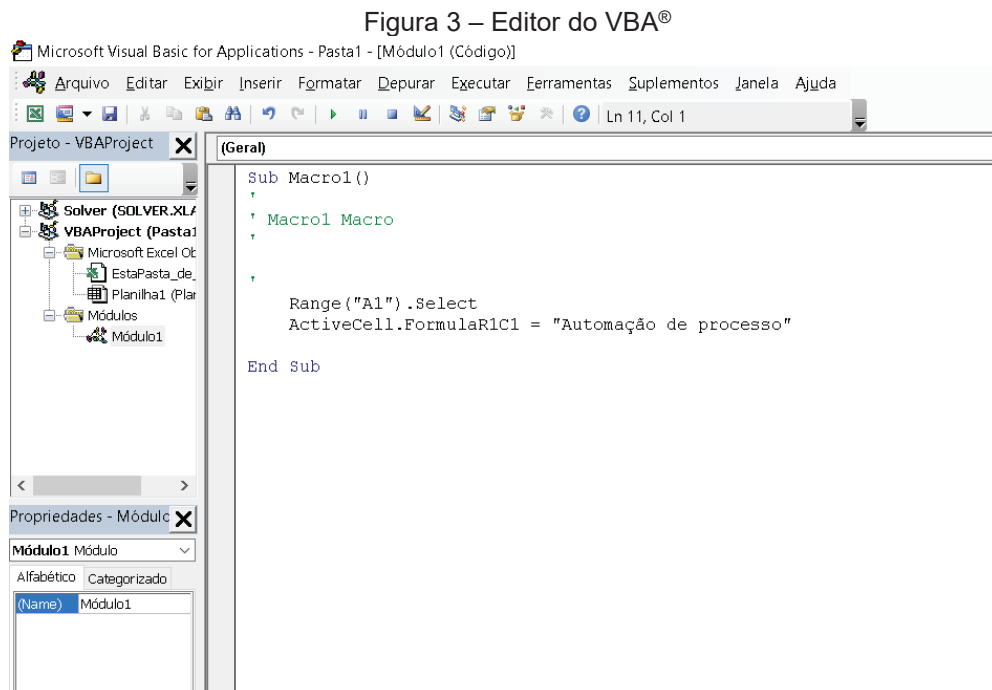 Figura 3 – Editor do VBA®
Microsoft Visual Basic for Applications - Pasta1 - [Módulo1 (Código)]
Arquivo Editar Exibir Inserir Formatar Depurar Executar Ferramentas Suplementos Janela Ajuda
Ln 11, Col 1
Projeto - VBAProject
(Geral)
Solver (SOLVER.XLA
VBAProject (Pasta1
Microsoft Excel Ob
EstaPasta_de_
Planilha1 (Plan
Módulos
Módulo1
Sub Macro1()
'
' Macro1 Macro
'
'
Range("A1").Select
ActiveCell.FormulaR1C1 = "Automação de processo"
End Sub
Propriedades - Módulo
Módulo1 Módulo
Alfabético Categorizado
(Name) Módulo1